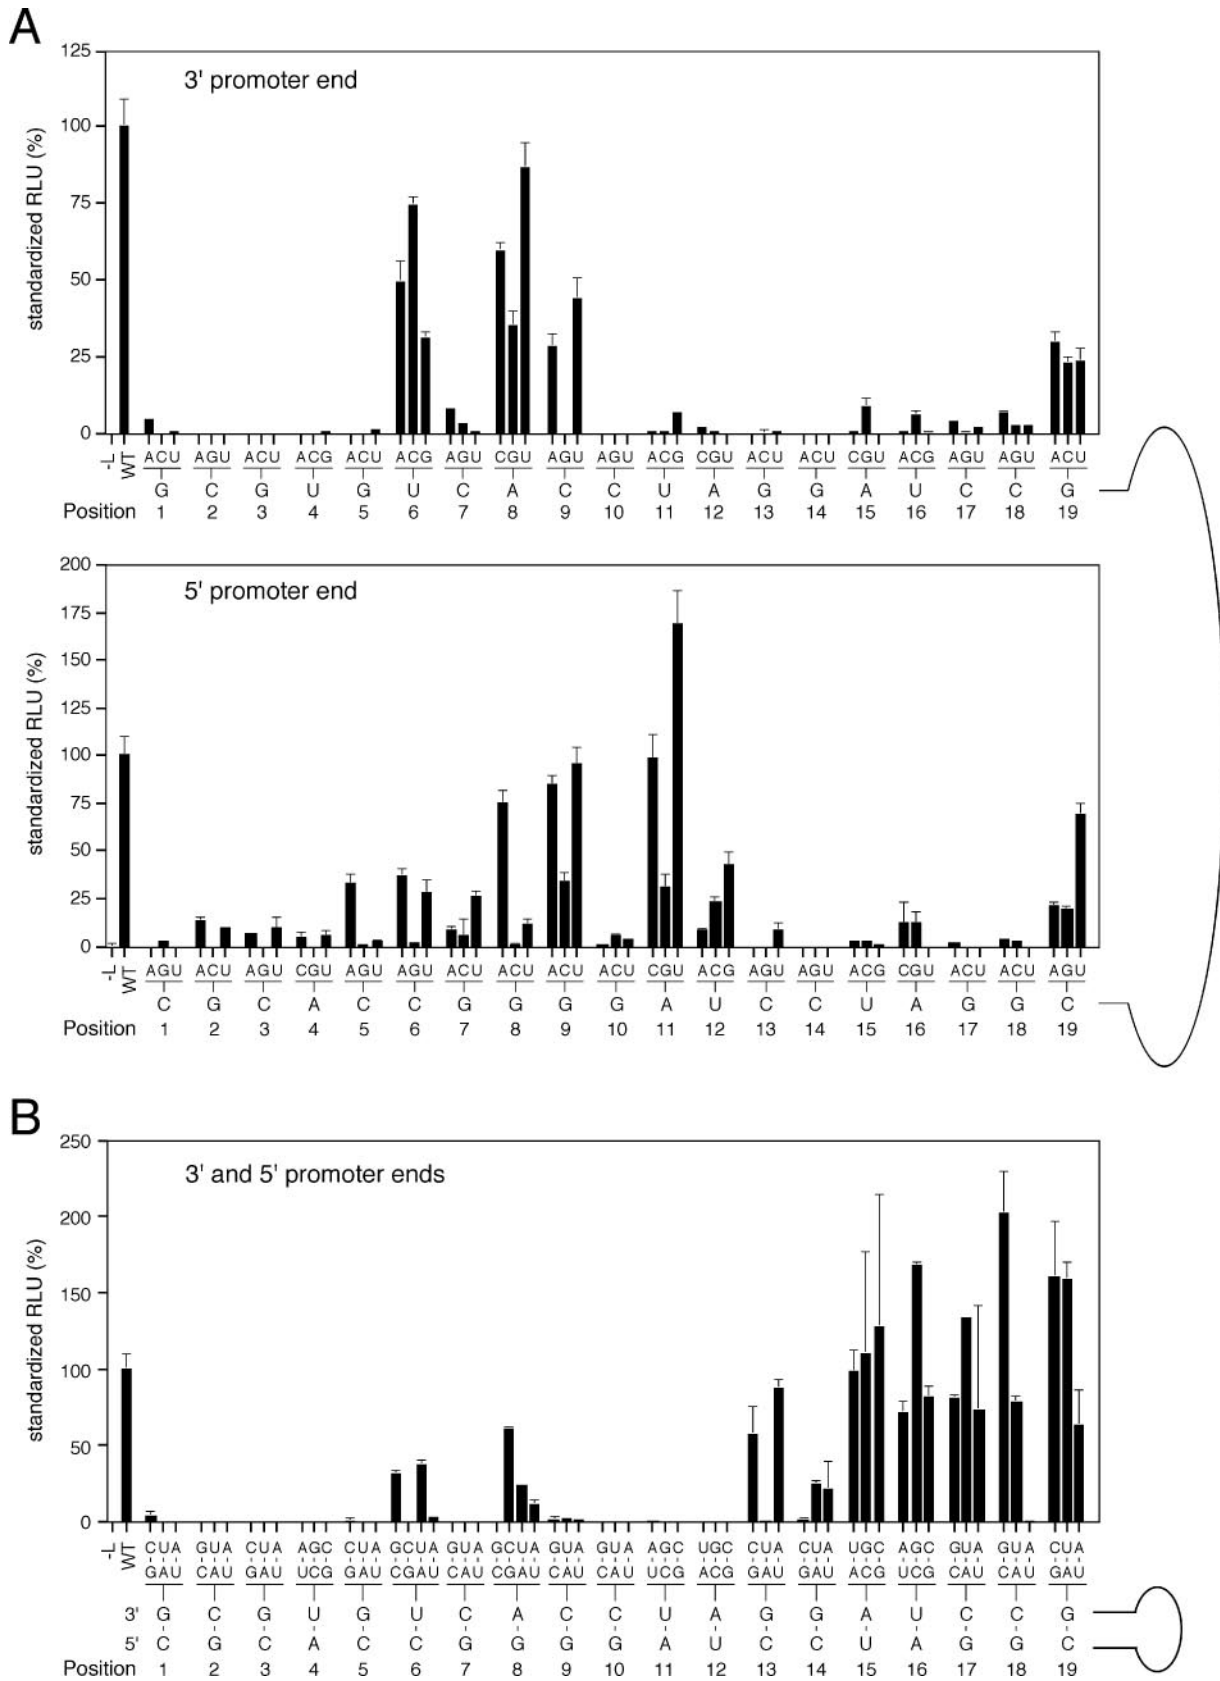 A
125
3' promoter end
100
75
50
25
0
standardized RLU (%)
-L WT ACU AGU ACU ACG ACU ACG AGU CGU AGU AGU ACG CGU ACU ACU CGU ACG AGU AGU ACU
G C G U G U C A C C U A G G A U C C G
Position 1 2 3 4 5 6 7 8 9 10 11 12 13 14 15 16 17 18 19
200
5' promoter end
175
150
125
100
75
50
25
0
standardized RLU (%)
-L WT AGU ACU AGU CGU AGU AGU ACU ACU ACU ACU CGU ACG AGU AGU ACG CGU ACU ACU AGU
C G C A C C G G G G A U C C U A G G C
Position 1 2 3 4 5 6 7 8 9 10 11 12 13 14 15 16 17 18 19
B
250
3' and 5' promoter ends
200
150
100
50
0
standardized RLU (%)
-L WT CUA GUA CUA AGC CUA GCUA GUA GCUA GUA GUA AGC UGC CUA CUA UGC AGC GUA GUA CUA
GAU CAU GAU UCG GAU CGAU CAU CGAU CAU CAU UCG ACG GAU GAU ACG UCG CAU CAU GAU
3' G C G U G U C A C C U A G G A U C C G
5' C G C A C C G G G G A U C C U A G G C
Position 1 2 3 4 5 6 7 8 9 10 11 12 13 14 15 16 17 18 19